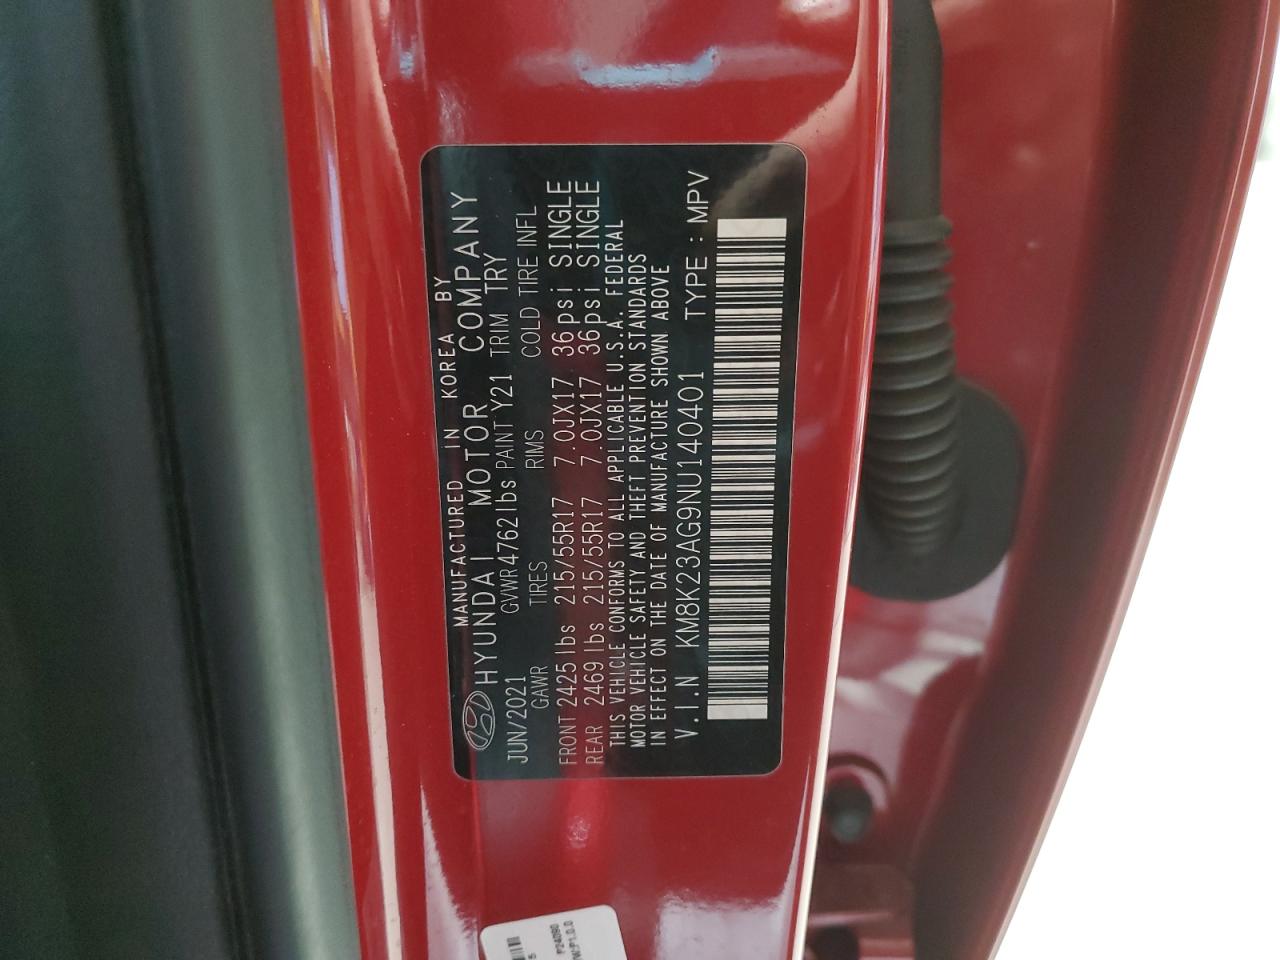 MANUFACTURED IN KOREA BY
HYUNDAI MOTOR COMPANY
JUN/2021 GVWR 4762lbs PAINT Y21 TRIM TRY
GAWR TIRES RIMS COLD TIRE INFL
FRONT 2425lbs 215/55R17 7.0JX17 36psi SINGLE
REAR 2469lbs 215/55R17 7.0JX17 36psi SINGLE
THIS VEHICLE CONFORMS TO ALL APPLICABLE U.S.A. FEDERAL
MOTOR VEHICLE SAFETY AND THEFT PREVENTION STANDARDS
IN EFFECT ON THE DATE OF MANUFACTURE SHOWN ABOVE
V.I.N KM8K23AG9NU140401 TYPE : MPV